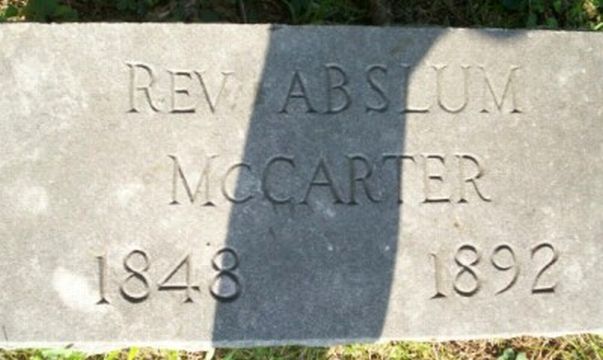 REV. ABSLUM
McCARTER
1848 1892